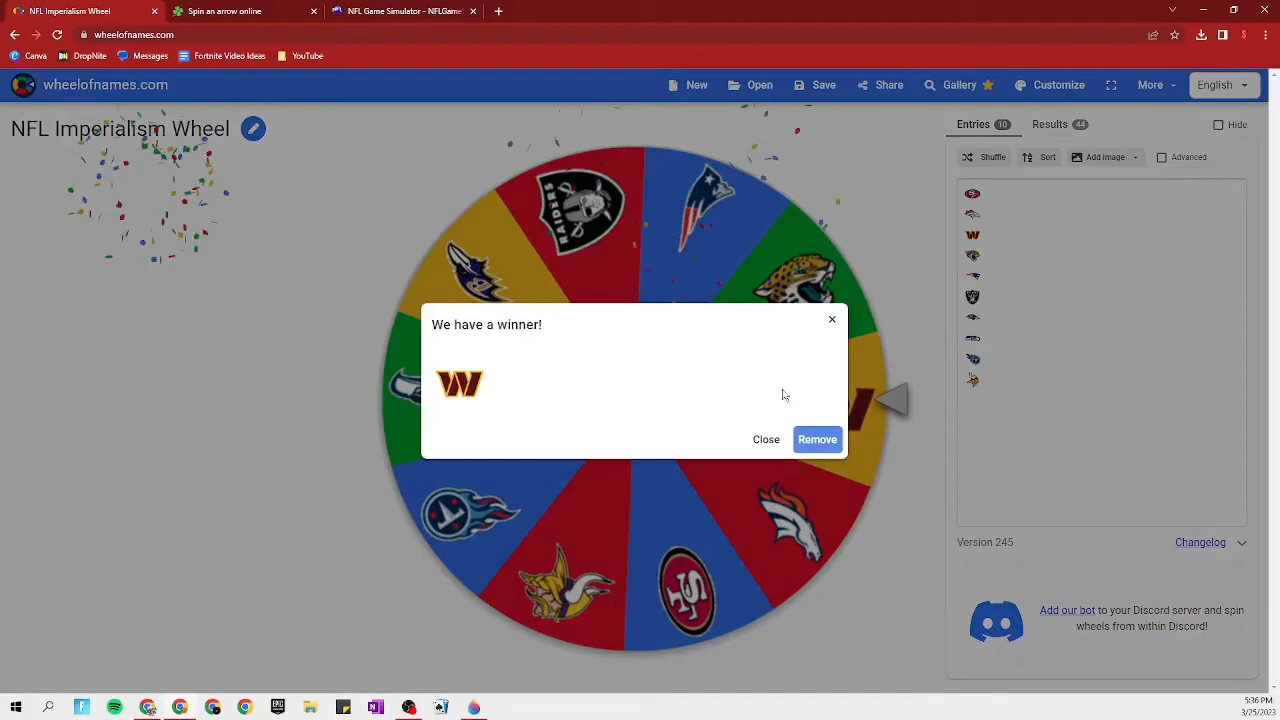 NFL Imperialism Wheel
Spin an arrow online
NFL Game Simulator - NFLGame
wheelofnames.com
Canva
DropNite
Messages
Fortnite Video Ideas
YouTube
wheelofnames.com
New
Open
Save
Share
Gallery
Customize
More
English
NFL Imperialism Wheel
Entries 10
Results 44
Hide
Shuffle
Sort
Add image
Advanced
RAIDERS
We have a winner!
W
Close
Remove
SF
T
Version 245
Changelog
Add our bot to your Discord server and spin
wheels from within Discord!
5:36 PM
3/25/2023